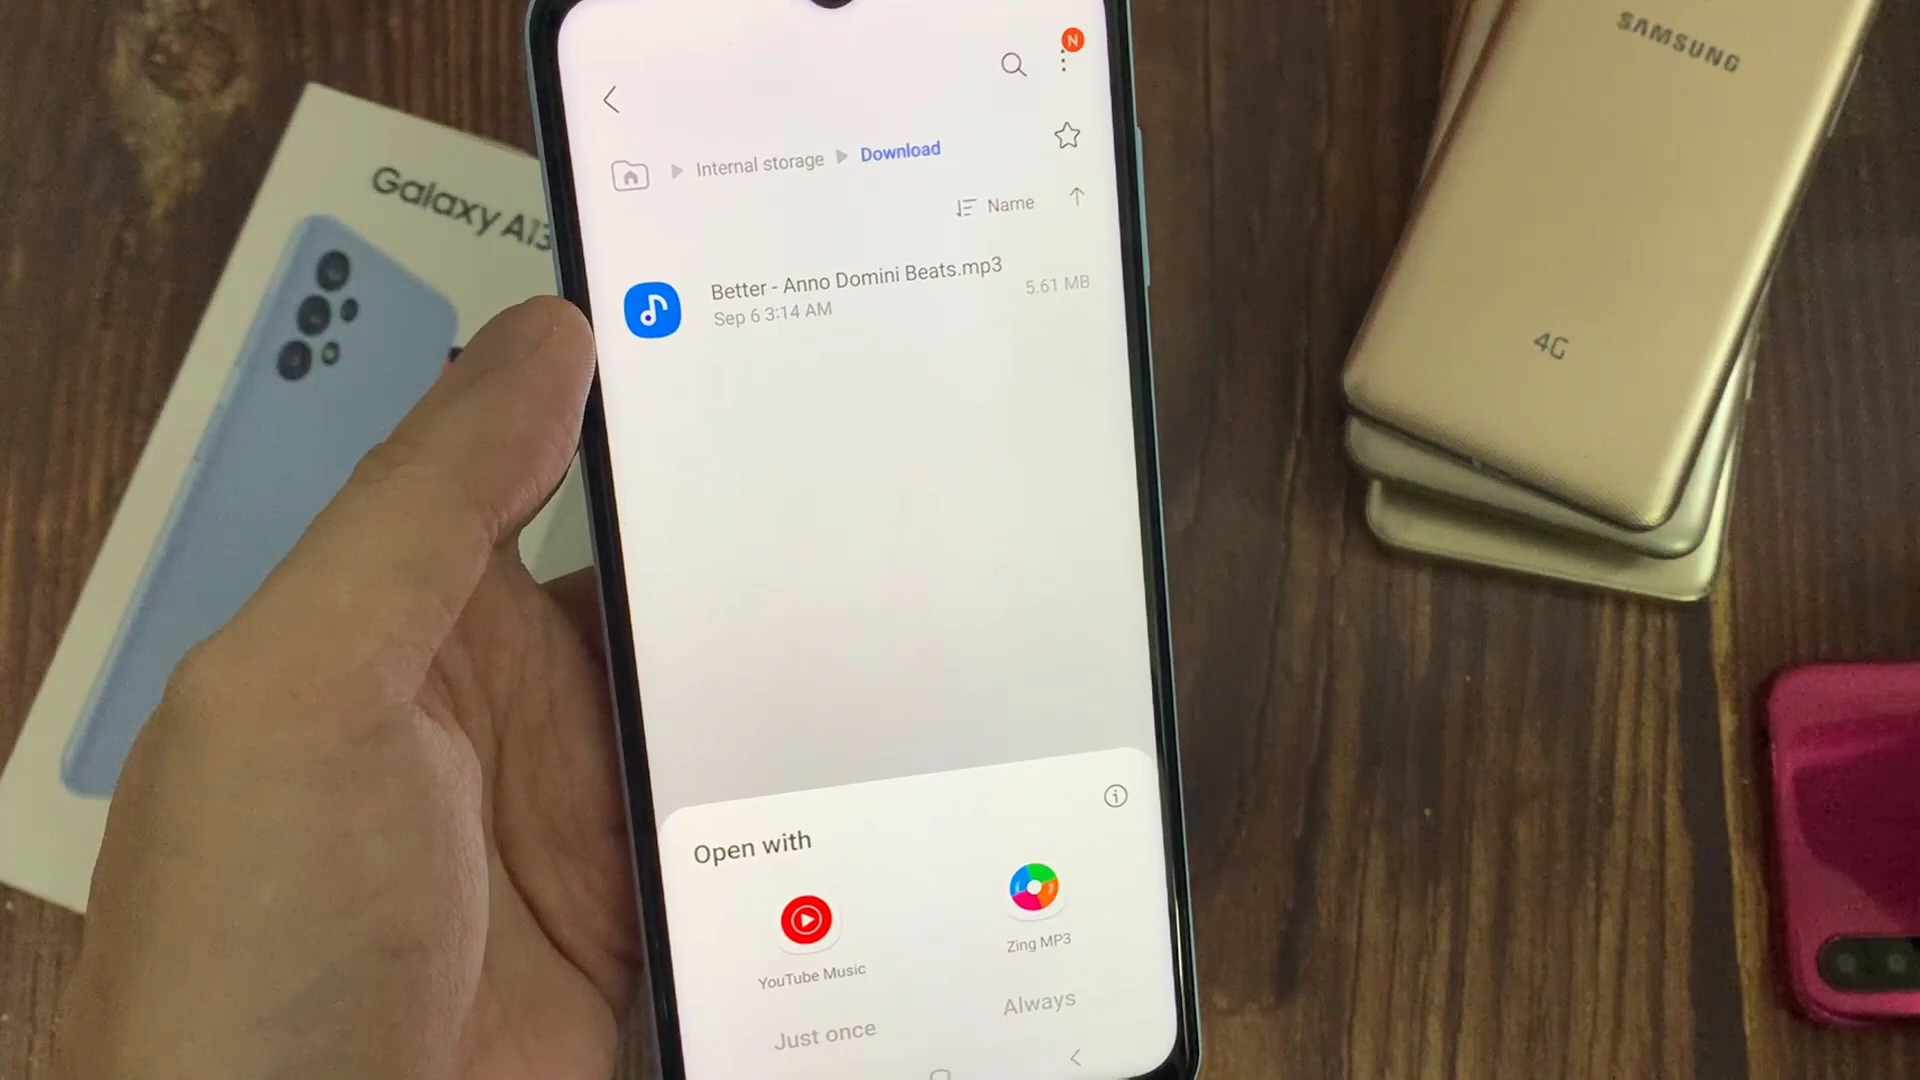 N
Internal storage Download
Name
Better - Anno Domini Beats.mp3
Sep 6 3:14 AM
5.61 MB
Open with
YouTube Music
Zing MP3
Just once
Always
Galaxy A13
SAMSUNG
4G